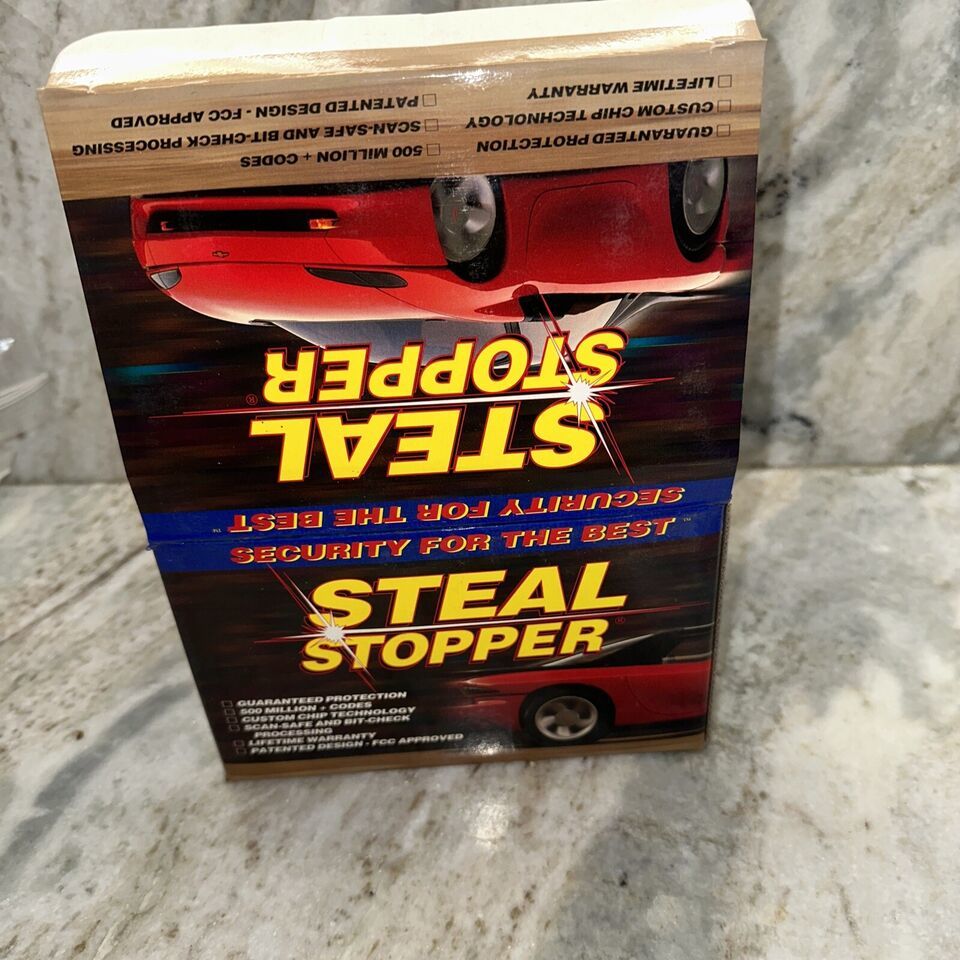 LIFETIME WARRANTY
CUSTOM CHIP TECHNOLOGY
GUARANTEED PROTECTION
PATENTED DESIGN - FCC APPROVED
SCAN-SAFE AND BIT-CHECK PROCESSING
500 MILLION + CODES
STEAL
STOPPER®
SECURITY FOR THE BEST™
SECURITY FOR THE BEST™
STEAL
STOPPER®
GUARANTEED PROTECTION
500 MILLION + CODES
CUSTOM CHIP TECHNOLOGY
SCAN-SAFE AND BIT-CHECK
PROCESSING
LIFETIME WARRANTY
PATENTED DESIGN - FCC APPROVED